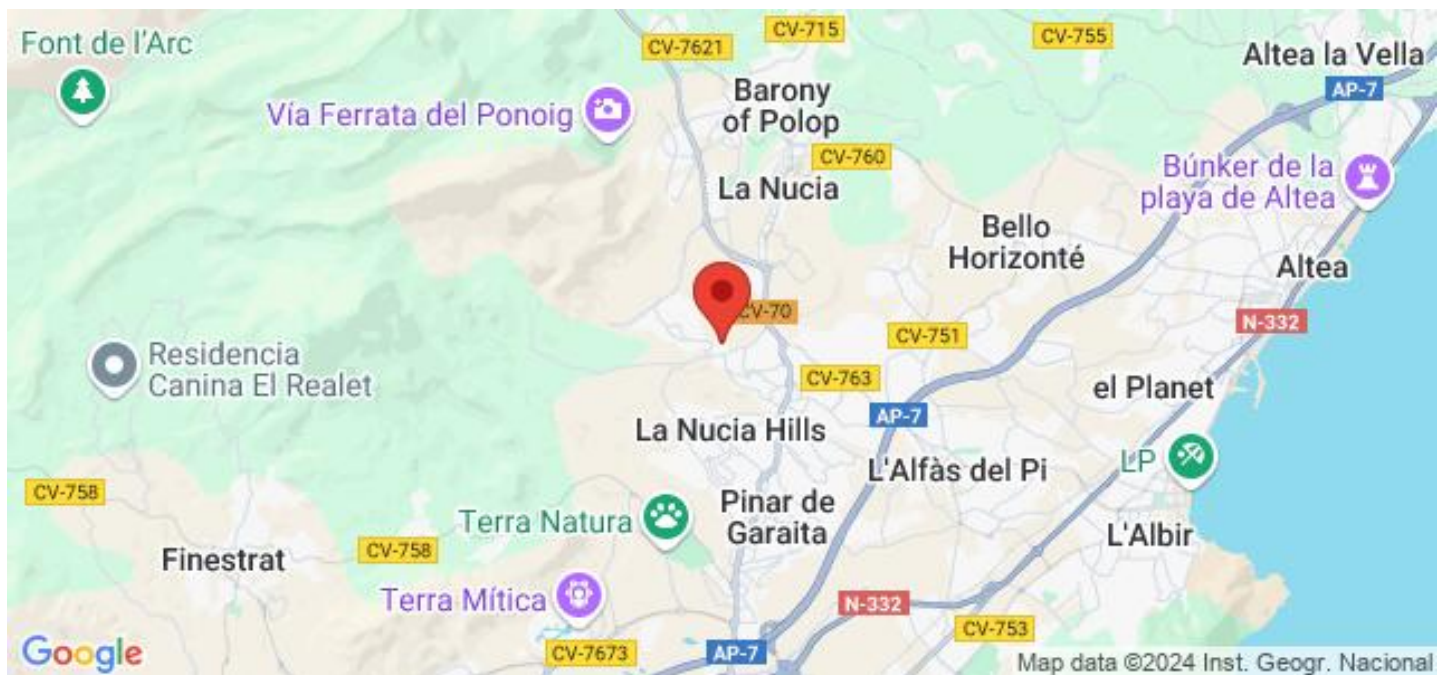 Font de l'Arc
CV-7621
CV-715
CV-755
Altea la Vella
AP-7
Vía Ferrata del Ponoig
Barony
of Polop
CV-760
La Nucia
Búnker de la
playa de Altea
Bello
Horizonté
Altea
CV-70
N-332
CV-751
Residencia
Canina El Realet
CV-763
el Planet
AP-7
La Nucia Hills
L'Alfàs del Pi
LP
CV-758
Terra Natura
Pinar de
Garaita
L'Albir
Finestrat
CV-758
Terra Mítica
N-332
CV-753
Google
CV-7673
AP-7
Map data ©2024 Inst. Geogr. Nacional